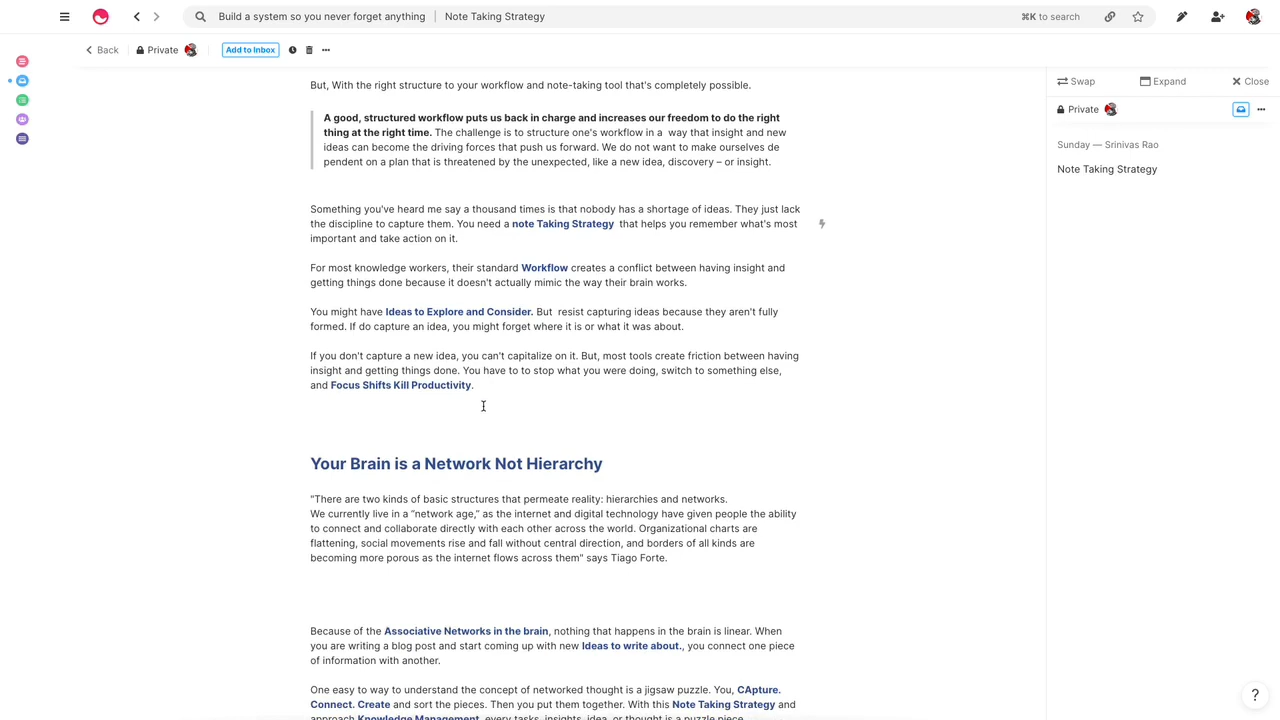 Build a system so you never forget anything | Note Taking Strategy
⌘K to search
Back
Private
Add to Inbox
Swap
Expand
Close
Private
Sunday — Srinivas Rao
Note Taking Strategy
But, With the right structure to your workflow and note-taking tool that's completely possible.
A good, structured workflow puts us back in charge and increases our freedom to do the right
thing at the right time. The challenge is to structure one's workflow in a way that insight and new
ideas can become the driving forces that push us forward. We do not want to make ourselves de
pendent on a plan that is threatened by the unexpected, like a new idea, discovery – or insight.
Something you've heard me say a thousand times is that nobody has a shortage of ideas. They just lack
the discipline to capture them. You need a note Taking Strategy that helps you remember what's most
important and take action on it.
For most knowledge workers, their standard Workflow creates a conflict between having insight and
getting things done because it doesn't actually mimic the way their brain works.
You might have Ideas to Explore and Consider. But resist capturing ideas because they aren't fully
formed. If do capture an idea, you might forget where it is or what it was about.
If you don't capture a new idea, you can't capitalize on it. But, most tools create friction between having
insight and getting things done. You have to to stop what you were doing, switch to something else,
and Focus Shifts Kill Productivity.
Your Brain is a Network Not Hierarchy
"There are two kinds of basic structures that permeate reality: hierarchies and networks.
We currently live in a “network age,” as the internet and digital technology have given people the ability
to connect and collaborate directly with each other across the world. Organizational charts are
flattening, social movements rise and fall without central direction, and borders of all kinds are
becoming more porous as the internet flows across them" says Tiago Forte.
Because of the Associative Networks in the brain, nothing that happens in the brain is linear. When
you are writing a blog post and start coming up with new Ideas to write about., you connect one piece
of information with another.
One easy to way to understand the concept of networked thought is a jigsaw puzzle. You, CApture.
Connect. Create and sort the pieces. Then you put them together. With this Note Taking Strategy and
approach Knowledge Management, every tasks, insights, idea, or thought is a puzzle piece.
?